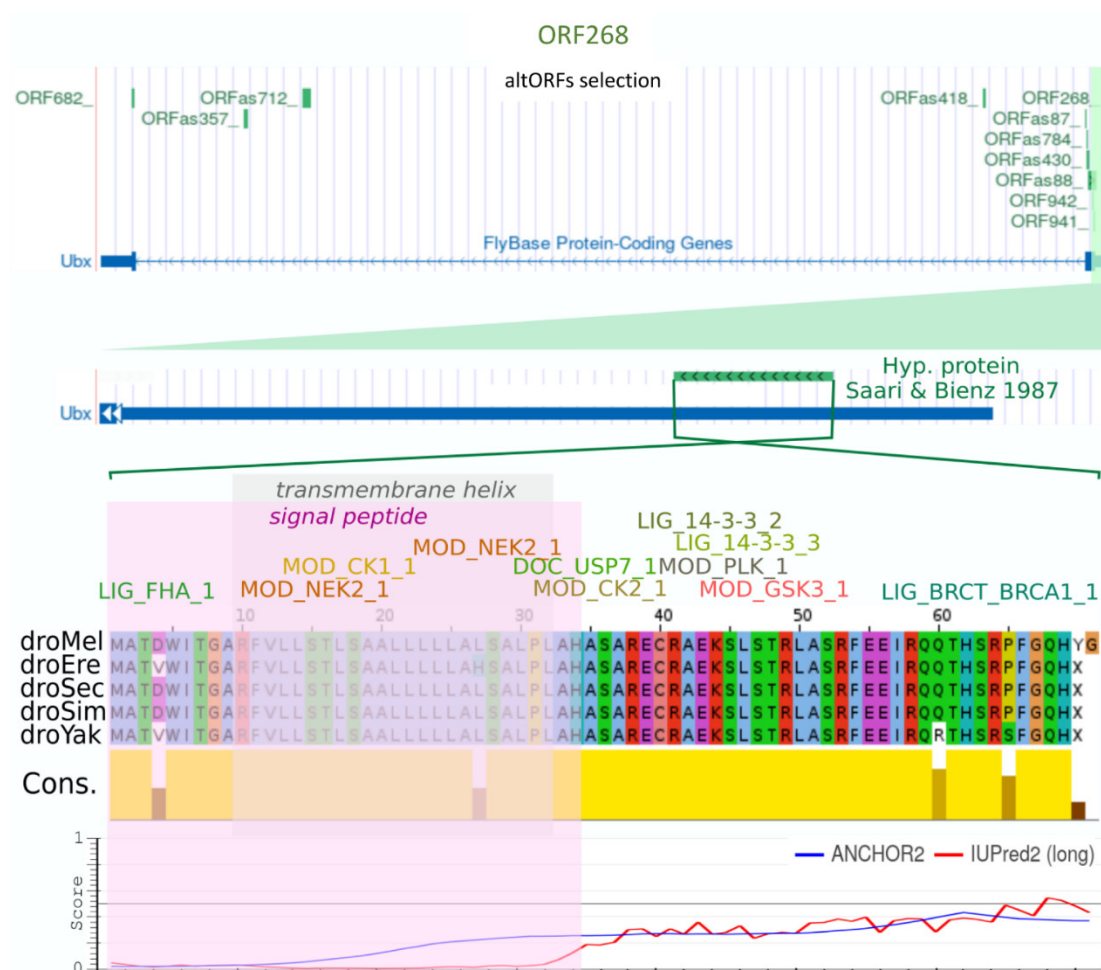 ORF268
altORFs selection
ORF682_ ORFas712_ ORFas418_ ORF268_
ORFas357_ ORFas87_
ORFas784_
ORFas430_
ORFas88_
ORF942_
ORF941_
FlyBase Protein-Coding Genes
Ubx
Hyp. protein
Saari & Bienz 1987
Ubx
transmembrane helix
signal peptide
LIG_14-3-3_2
MOD_NEK2_1 LIG_14-3-3_3
MOD_CK1_1 DOC_USP7_1 MOD_PLK_1
LIG_FHA_1 MOD_NEK2_1 MOD_CK2_1 MOD_GSK3_1 LIG_BRCT_BRCA1_1
10 20 30 40 50 60
droMel MATDWITGARFVLLSTLSAALLLLLALSALPLAHASARECRAEKSLSTRLASRFEEIRQQTHSRPFGQHYG
droEre MATVWITGARFVLLSTLSAALLLLLAHSALPLAHASARECRAEKSLSTRLASRFEEIRQQTHSRPFGQHX
droSec MATDWITGARFVLLSTLSAALLLLLALSALPLAHASARECRAEKSLSTRLASRFEEIRQQTHSRPFGQHX
droSim MATDWITGARFVLLSTLSAALLLLLALSALPLAHASARECRAEKSLSTRLASRFEEIRQQTHSRPFGQHX
droYak MATVWITGARFVLLSTLSAALLLLLALSALPLAHASARECRAEKSLSTRLASRFEEIRQRTHSRSFGQHX
Cons.
1
ANCHOR2 IUPred2 (long)
Score
0